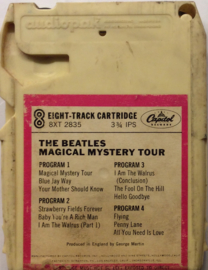 audiopak
8 EIGHT-TRACK CARTRIDGE
8XT 2835 3¾ IPS
Capitol
RECORDS
THE BEATLES
MAGICAL MYSTERY TOUR
PROGRAM 1
Magical Mystery Tour
Blue Jay Way
Your Mother Should Know
PROGRAM 2
Strawberry Fields Forever
Baby You're A Rich Man
I Am The Walrus (Part I)
PROGRAM 3
I Am The Walrus
(Conclusion)
The Fool On The Hill
Hello Goodbye
PROGRAM 4
Flying
Penny Lane
All You Need Is Love
Produced in England by George Martin